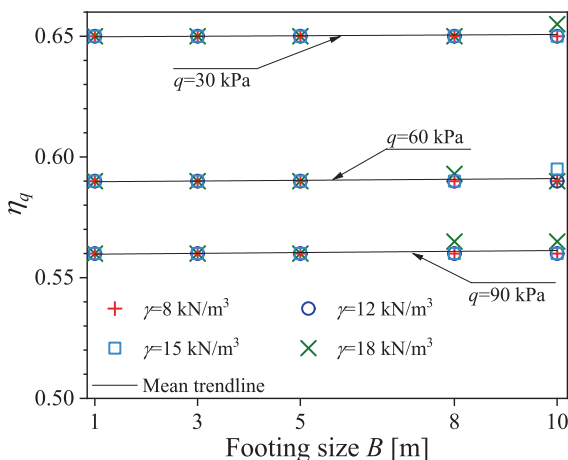 0.65
q=30 kPa
q=60 kPa
0.60
n_q
0.55
q=90 kPa
γ=8 kN/m³
γ=12 kN/m³
γ=15 kN/m³
γ=18 kN/m³
Mean trendline
0.50
1 3 5 8 10
Footing size B [m]